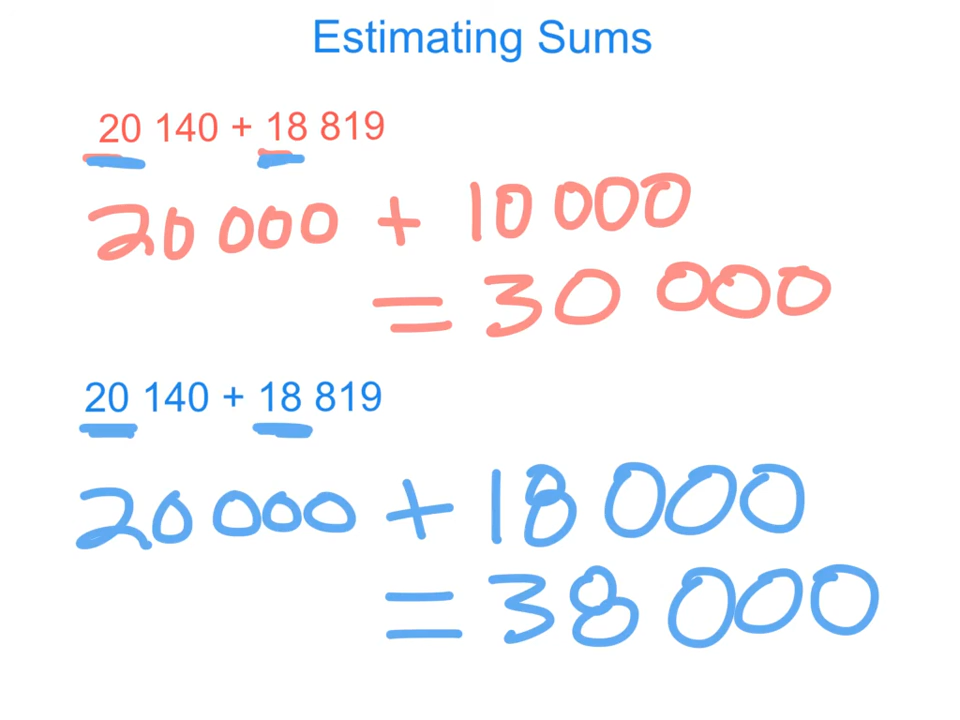 Estimating Sums
20 140 + 18 819
20 000 + 10 000
= 30 000
20 140 + 18 819
20 000 + 18 000
= 38 000